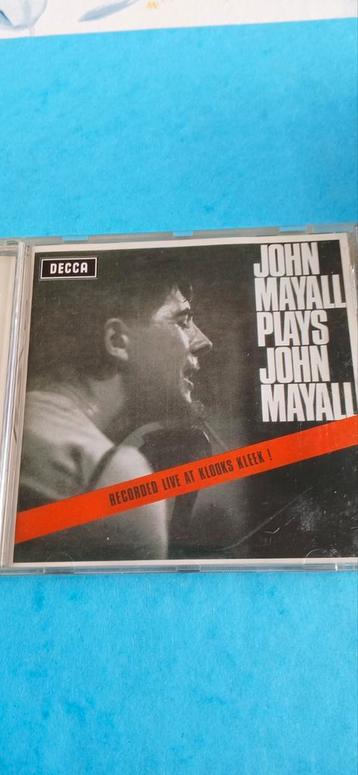 DECCA
JOHN
MAYALL
PLAYS
JOHN
MAYALL
RECORDED LIVE AT KLOOKS KLEEK !